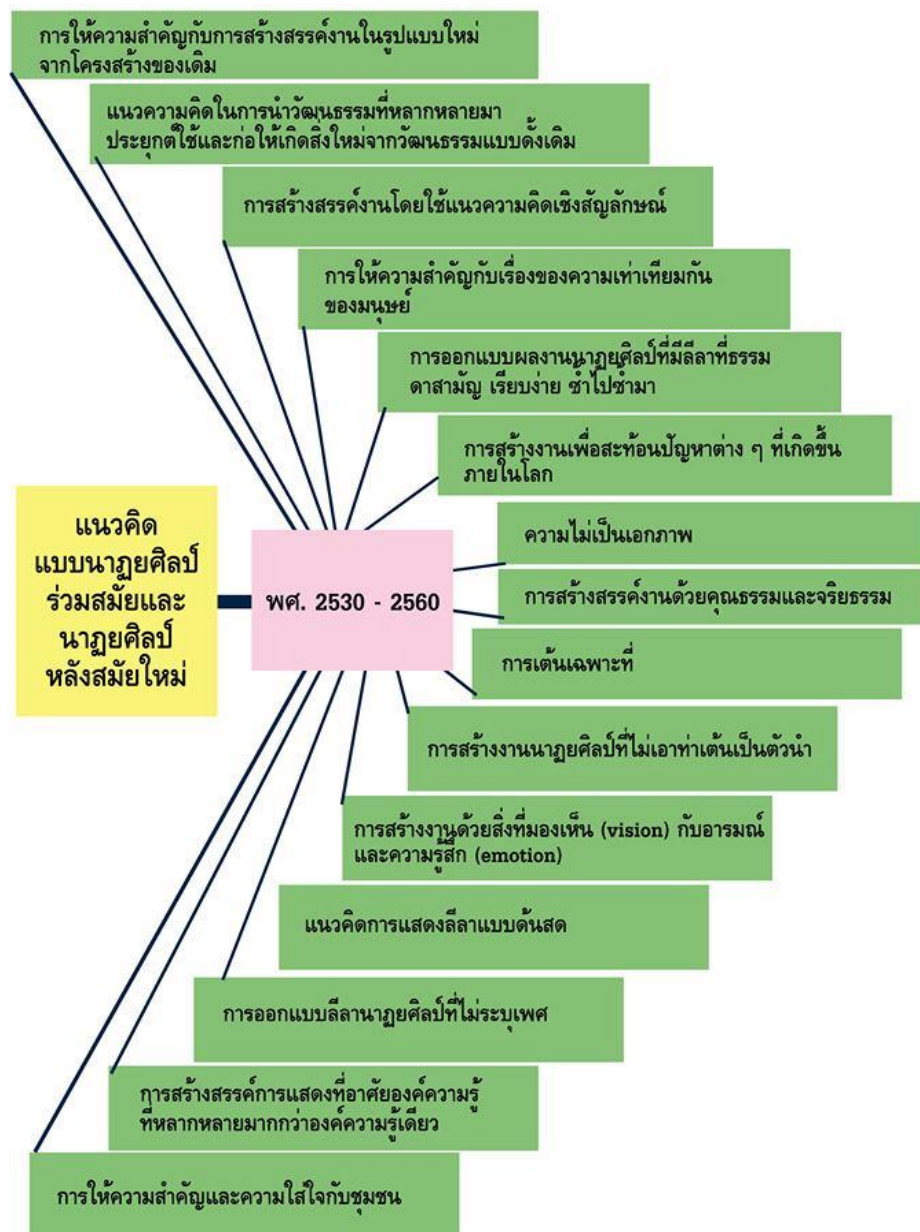 การให้ความสำคัญกับการสร้างสรรค์งานในรูปแบบใหม่
จากโครงสร้างของเดิม
แนวความคิดในการนำวัฒนธรรมที่หลากหลายมา
ประยุกต์ใช้และก่อให้เกิดสิ่งใหม่จากวัฒนธรรมแบบดั้งเดิม
การสร้างสรรค์งานโดยใช้แนวความคิดเชิงสัญลักษณ์
การให้ความสำคัญกับเรื่องของความเท่าเทียมกัน
ของมนุษย์
การออกแบบผลงานนาฏยศิลป์ที่มีลีลาที่ธรรม
ดาสามัญ เรียบง่าย ซ้ำไปซ้ำมา
การสร้างงานเพื่อสะท้อนปัญหาต่าง ๆ ที่เกิดขึ้น
ภายในโลก
แนวคิด
แบบนาฏยศิลป์
ร่วมสมัยและ
นาฏยศิลป์
หลังสมัยใหม่
พศ. 2530 - 2560
ความไม่เป็นเอกภาพ
การสร้างสรรค์งานด้วยคุณธรรมและจริยธรรม
การเต้นเฉพาะที่
การสร้างงานนาฏยศิลป์ที่ไม่เอาท่าเต้นเป็นตัวนำ
การสร้างงานด้วยสิ่งที่มองเห็น (vision) กับอารมณ์
และความรู้สึก (emotion)
แนวคิดการแสดงลีลาแบบด้นสด
การออกแบบลีลานาฏยศิลป์ที่ไม่ระบุเพศ
การสร้างสรรค์การแสดงที่อาศัยองค์ความรู้
ที่หลากหลายมากกว่าองค์ความรู้เดียว
การให้ความสำคัญและความใส่ใจกับชุมชน